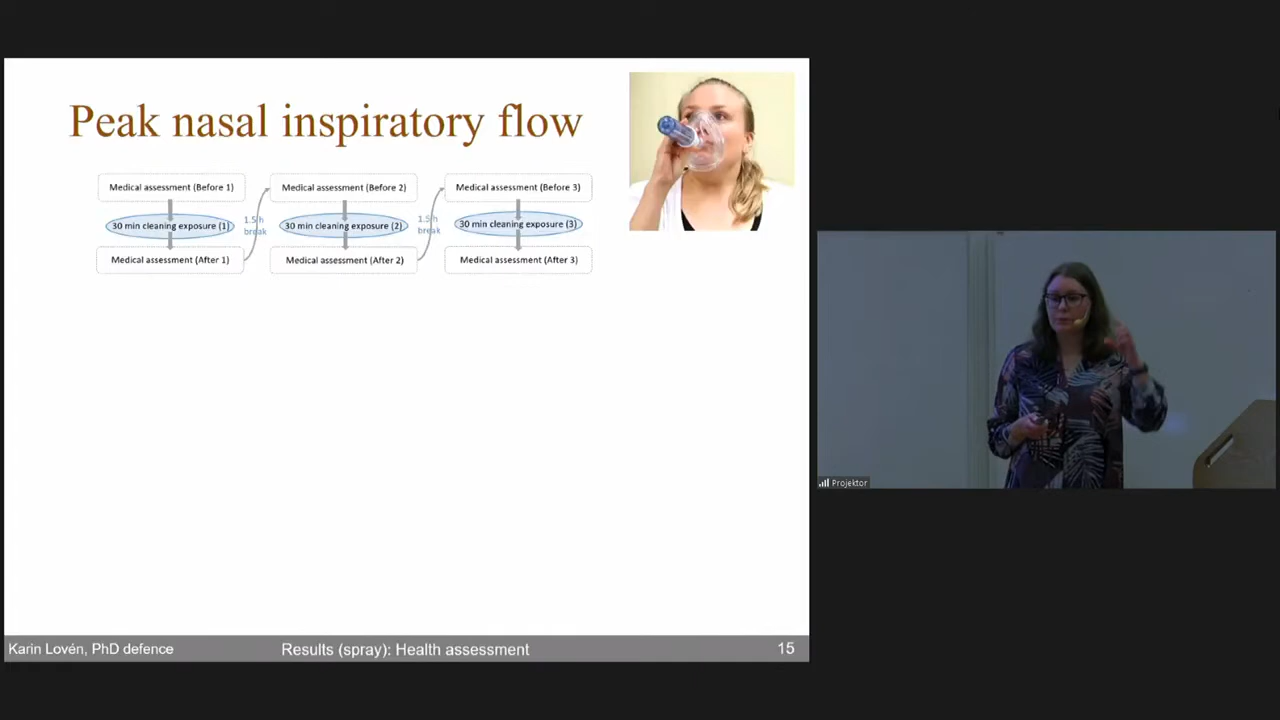 Peak nasal inspiratory flow
Medical assessment (Before 1)
30 min cleaning exposure (1)
Medical assessment (After 1)
1.5 h
break
Medical assessment (Before 2)
30 min cleaning exposure (2)
Medical assessment (After 2)
1.5 h
break
Medical assessment (Before 3)
30 min cleaning exposure (3)
Medical assessment (After 3)
Projektor
Karin Lovén, PhD defence
Results (spray): Health assessment
15